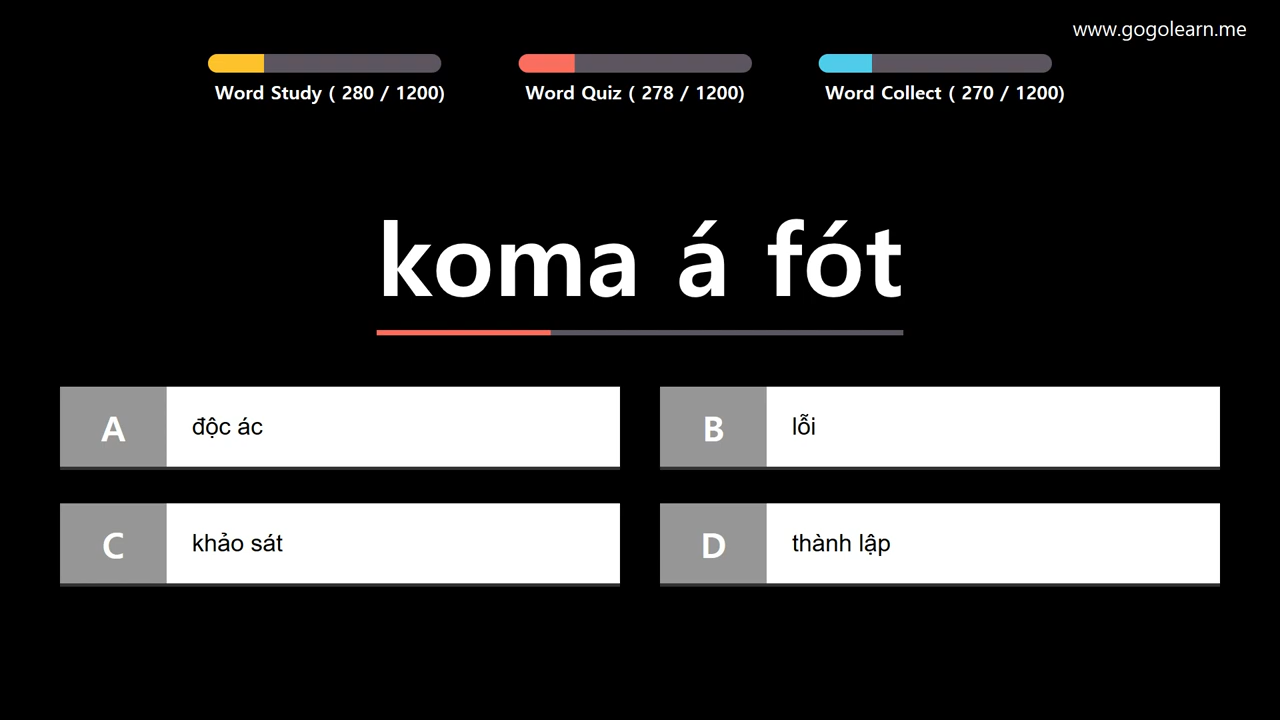 www.gogolearn.me
Word Study ( 280 / 1200)
Word Quiz ( 278 / 1200)
Word Collect ( 270 / 1200)
koma á fót
A
độc ác
B
lỗi
C
khảo sát
D
thành lập